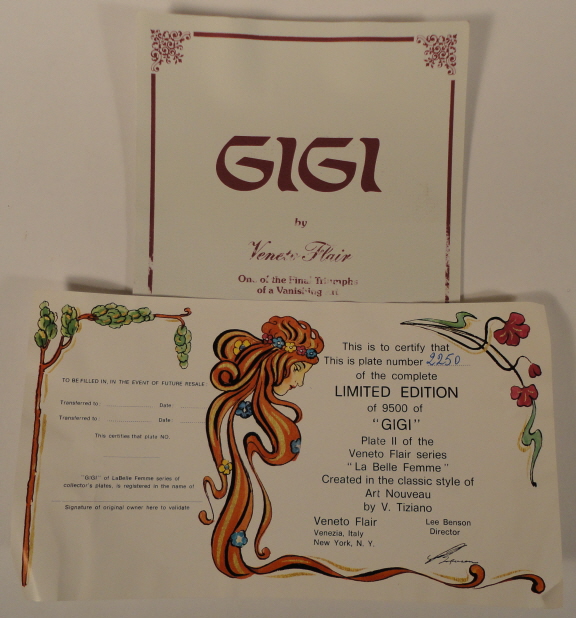 GIGI
by
Veneto Flair
One of the Final Triumphs
of a Vanishing Art
TO BE FILLED IN, IN THE EVENT OF FUTURE RESALE:
Transferred to: Date:
Transferred to: Date:
This certifies that plate NO.
"GIGI" of LaBelle Femme series of
collector's plates, is registered in the name of
Signature of original owner here to validate
This is to certify that
This is plate number 2250
of the complete
LIMITED EDITION
of 9500 of
"GIGI"
Plate II of the
Veneto Flair series
"La Belle Femme"
Created in the classic style of
Art Nouveau
by V. Tiziano
Veneto Flair
Venezia, Italy
New York, N. Y.
Lee Benson
Director